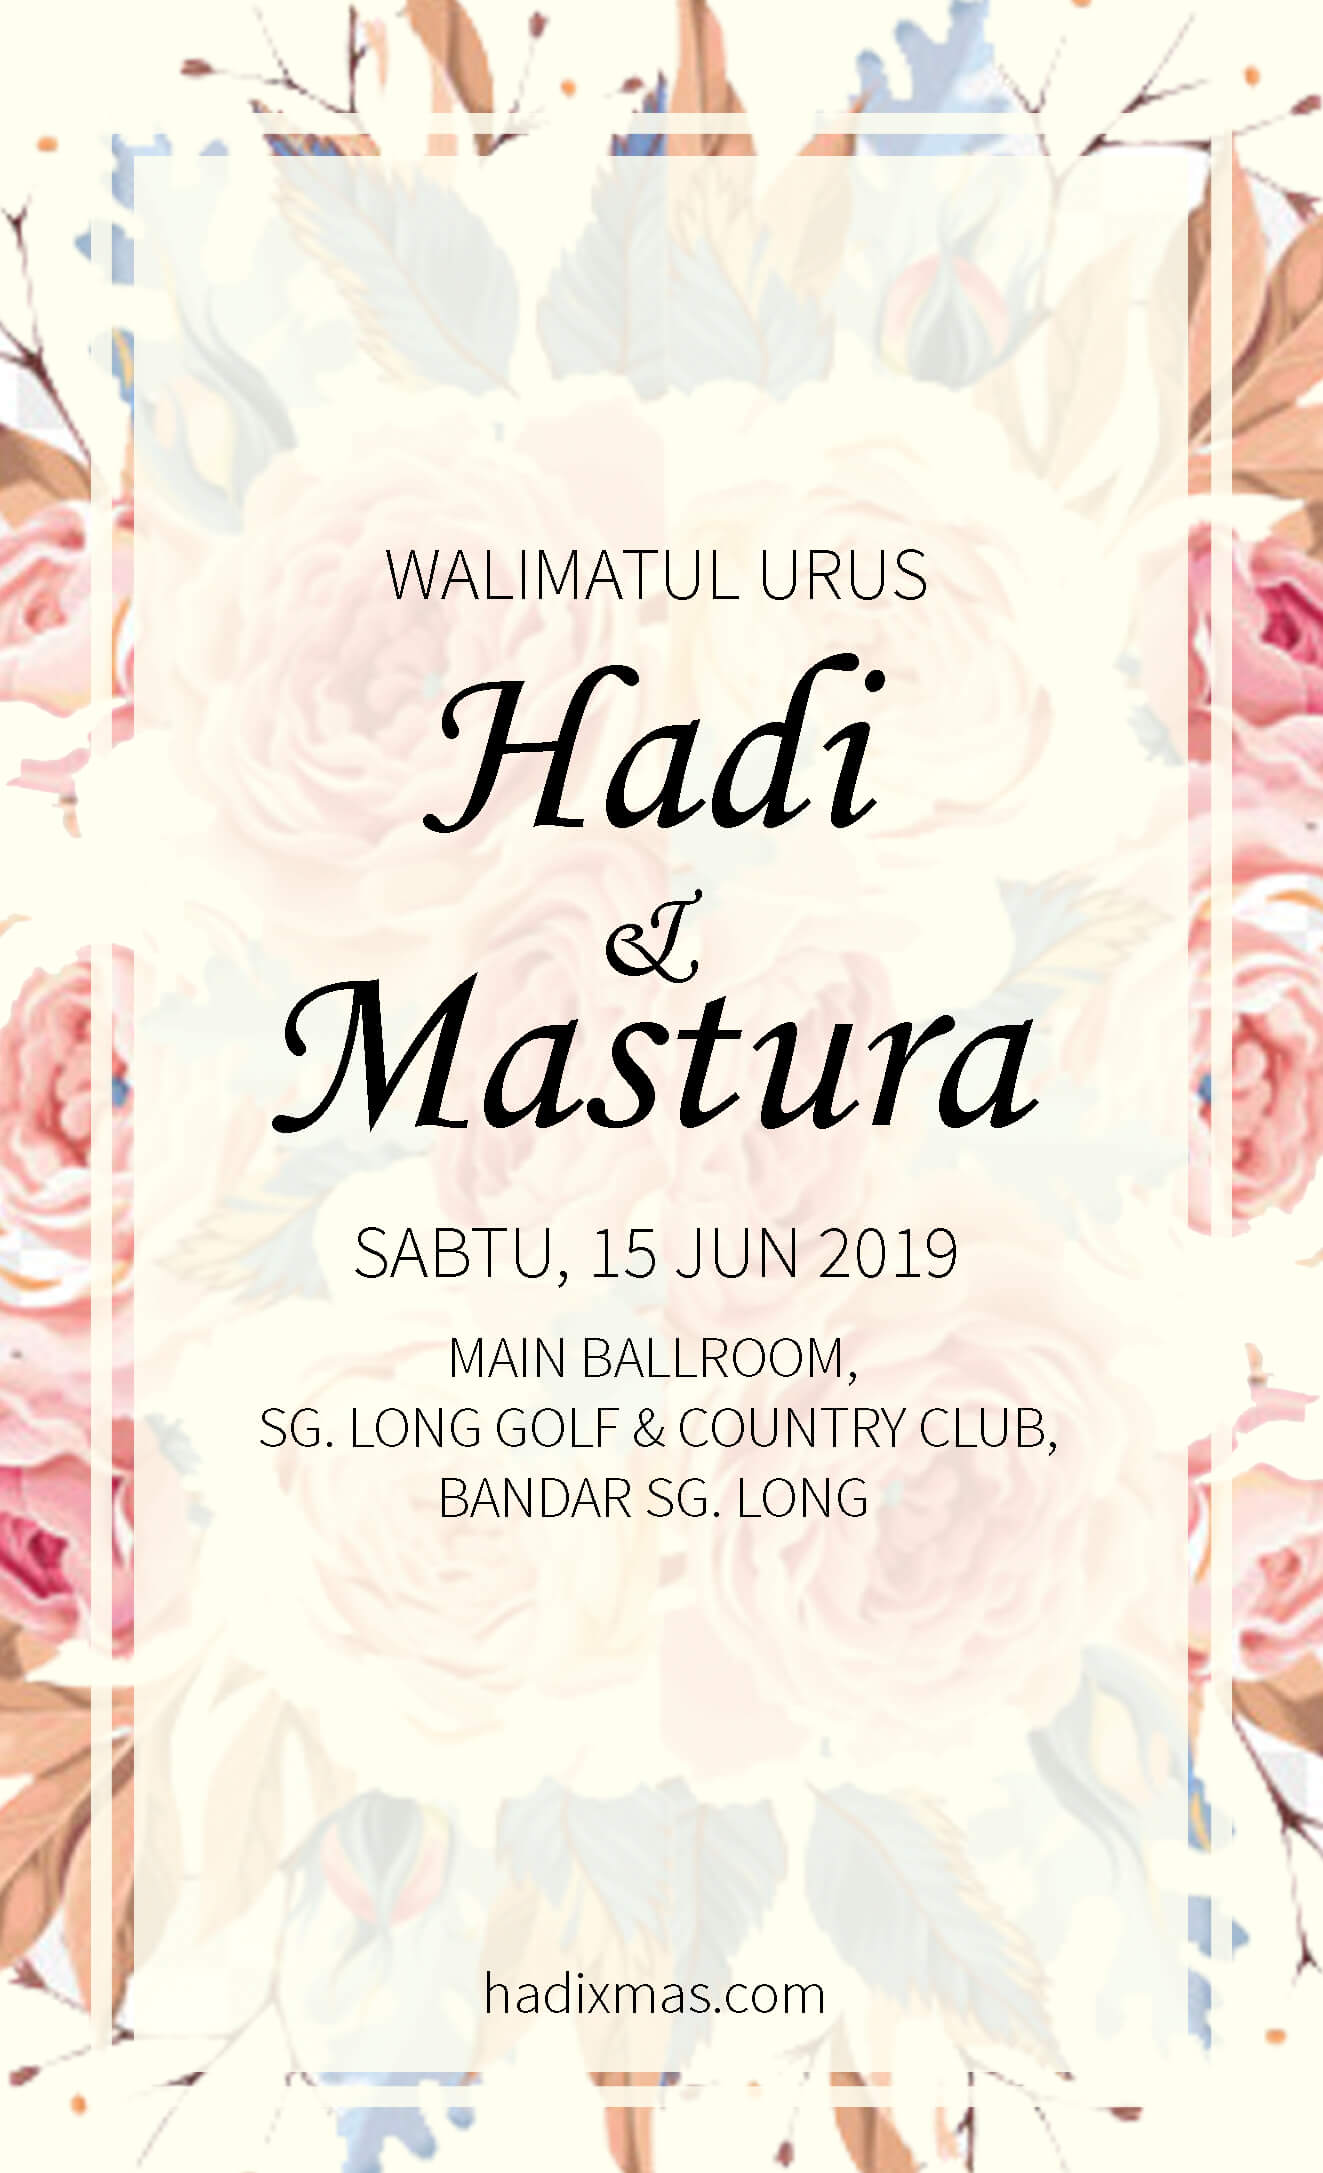 WALIMATUL URUS
Hadi
&
Mastura
SABTU, 15 JUN 2019
MAIN BALLROOM,
SG. LONG GOLF & COUNTRY CLUB,
BANDAR SG. LONG
hadixmas.com